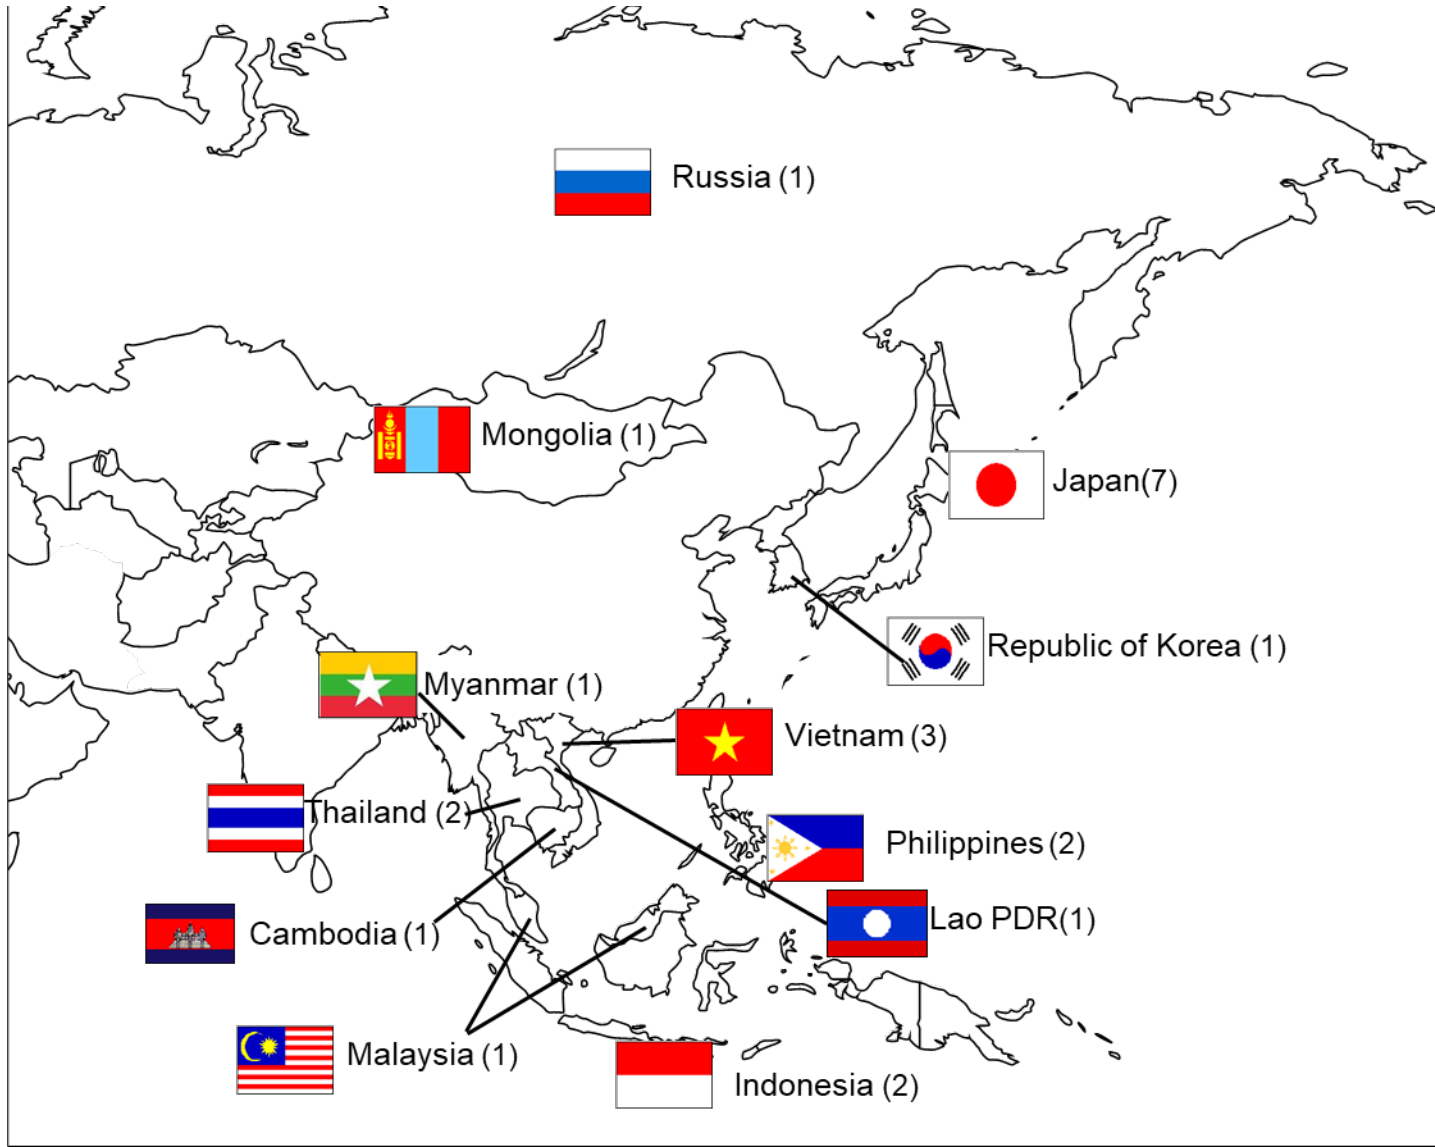 Russia (1)
Mongolia (1)
Japan(7)
Republic of Korea (1)
Myanmar (1)
Vietnam (3)
Thailand (2)
Philippines (2)
Lao PDR(1)
Cambodia (1)
Malaysia (1)
Indonesia (2)